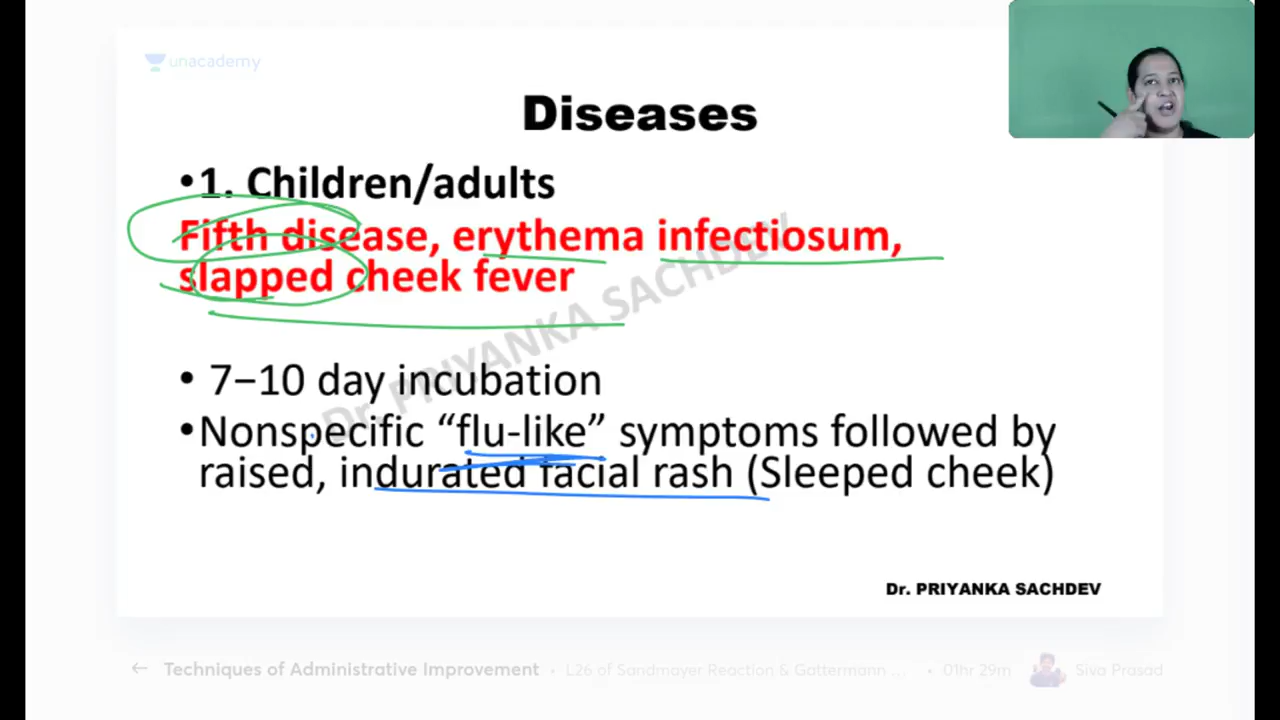 unacademy
Diseases
•1. Children/adults
Fifth disease, erythema infectiosum,
slapped cheek fever
• 7–10 day incubation
•Nonspecific “flu-like” symptoms followed by
raised, indurated facial rash (Sleeped cheek)
Dr. PRIYANKA SACHDEV
Dr. PRIYANKA SACHDEV
← Techniques of Administrative Improvement • L26 of Sandmayer Reaction & Gattermann ... • 01hr 29m Siva Prasad